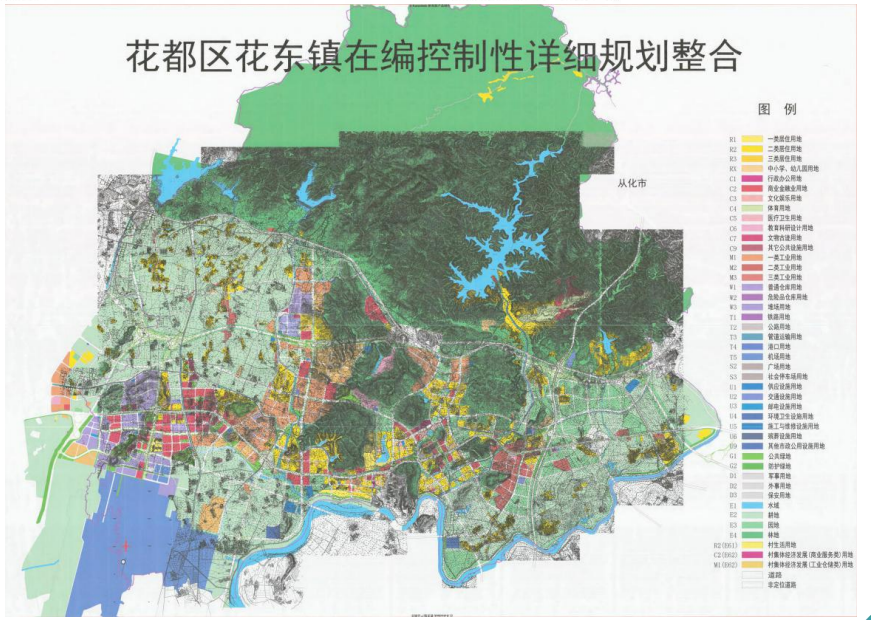 花都区花东镇在编控制性详细规划整合
图 例
从化市
R1 一类居住用地
R2 二类居住用地
R3 三类居住用地
RX 中小学、幼儿园用地
C1 行政办公用地
C2 商业金融业用地
C3 文化娱乐用地
C4 体育用地
C5 医疗卫生用地
C6 教育科研设计用地
C7 文物古迹用地
C9 其它公共设施用地
M1 一类工业用地
M2 二类工业用地
M3 三类工业用地
W1 普通仓库用地
W2 危险品仓库用地
W3 堆场用地
T1 铁路用地
T2 公路用地
T3 管道运输用地
T4 港口用地
T5 机场用地
S2 广场用地
S3 社会停车场用地
U1 供应设施用地
U2 交通设施用地
U3 邮电设施用地
U4 环境卫生设施用地
U5 施工与维修设施用地
U6 殡葬设施用地
U9 其他市政公用设施用地
G1 公共绿地
G2 防护绿地
D1 军事用地
D2 外事用地
D3 保安用地
E1 水域
E2 耕地
E3 园地
E4 林地
R2(E61) 村生活用地
C2(E62) 村集体经济发展(商业服务类)用地
M1(E62) 村集体经济发展(工业仓储类)用地
道路
非定位道路